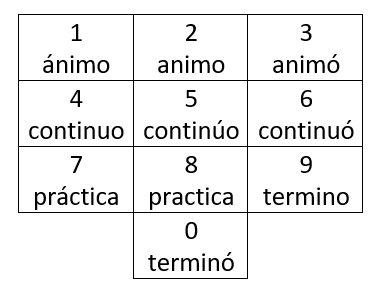 1 2 3
ánimo animo animó
4 5 6
continuo continúo continuó
7 8 9
práctica practica termino
0
terminó